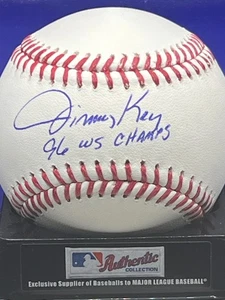 Jimmy Key
96 WS CHAMPS
Authentic
COLLECTION
Exclusive Supplier of Baseballs to MAJOR LEAGUE BASEBALL